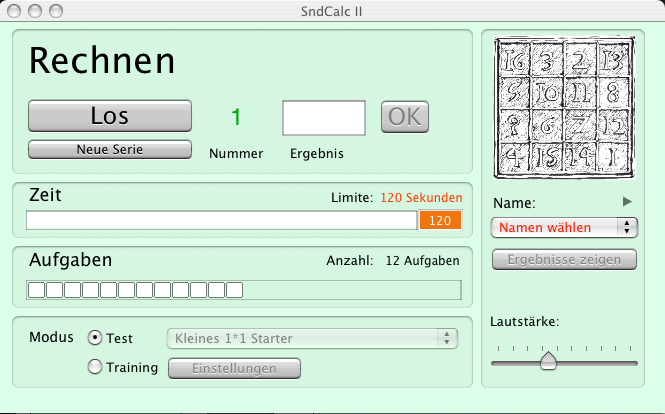 SndCalc II
Rechnen
Los
1
OK
Neue Serie
Nummer
Ergebnis
Zeit
Limite: 120 Sekunden
120
Aufgaben
Anzahl: 12 Aufgaben
Modus
Test
Kleines 1*1 Starter
Training
Einstellungen
16 3 2 13
5 10 11 8
9 6 7 12
4 15 14 1
Name:
Namen wählen
Ergebnisse zeigen
Lautstärke: